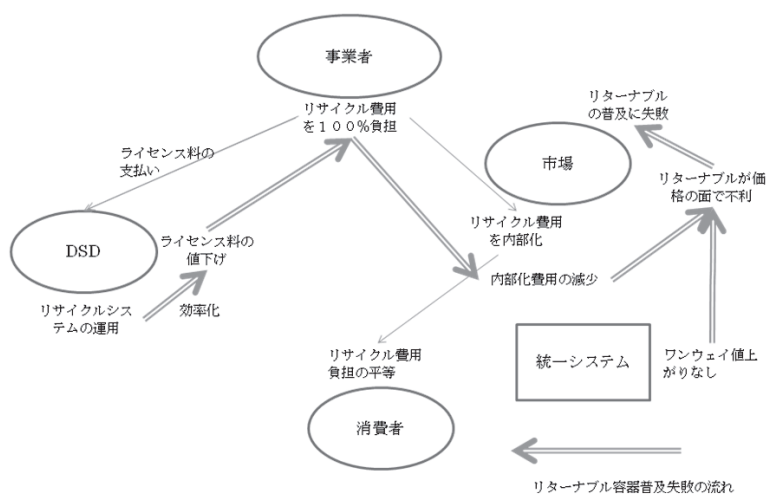 事業者
リサイクル費用
を１００％負担
リターナブル
の普及に失敗
ライセンス料の
支払い
市場
リターナブルが価
格の面で不利
リサイクル費用
を内部化
DSD
ライセンス料の
値下げ
内部化費用の減少
リサイクルシス
テムの運用
効率化
リサイクル費用
負担の平等
統一システム
ワンウェイ値上
がりなし
消費者
リターナブル容器普及失敗の流れ